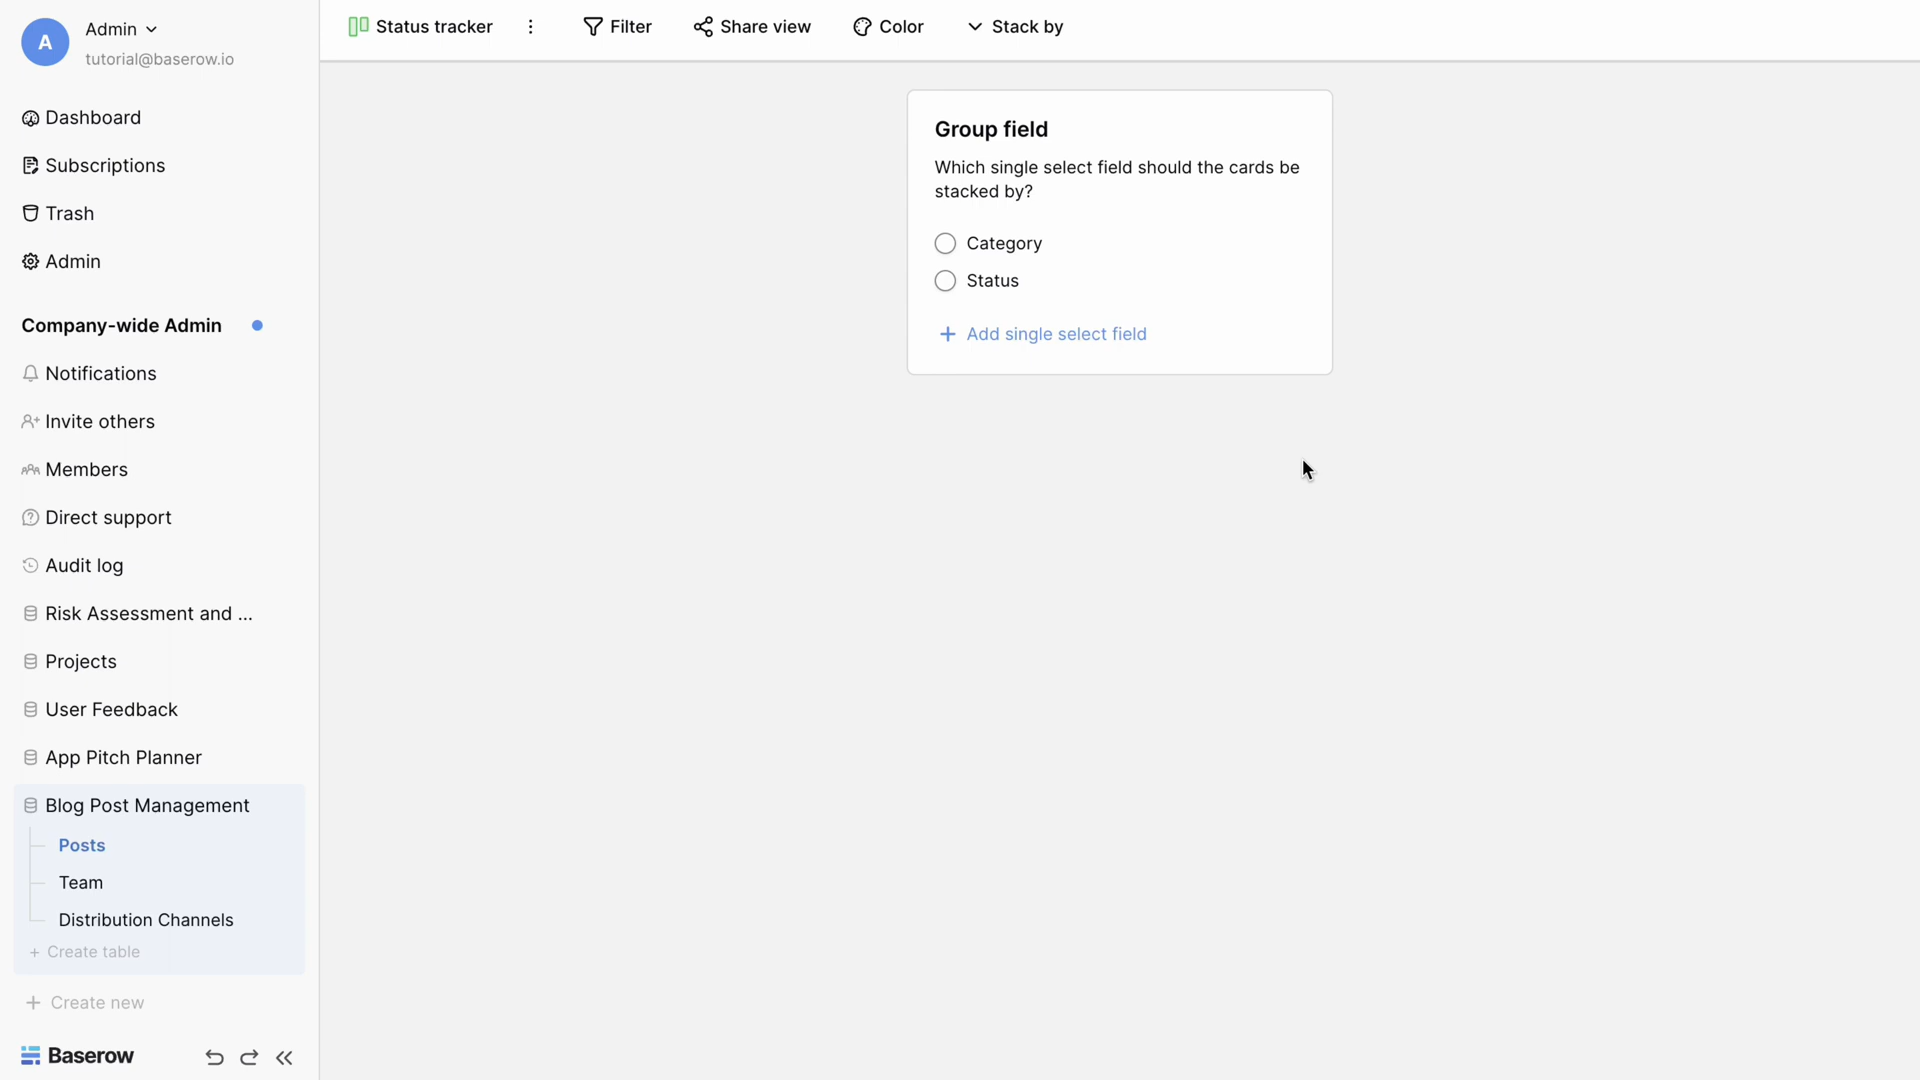 A
Admin
tutorial@baserow.io
Dashboard
Subscriptions
Trash
Admin
Company-wide Admin
Notifications
Invite others
Members
Direct support
Audit log
Risk Assessment and ...
Projects
User Feedback
App Pitch Planner
Blog Post Management
Posts
Team
Distribution Channels
+ Create table
+ Create new
Baserow
Status tracker
Filter
Share view
Color
Stack by
Group field
Which single select field should the cards be
stacked by?
Category
Status
+ Add single select field